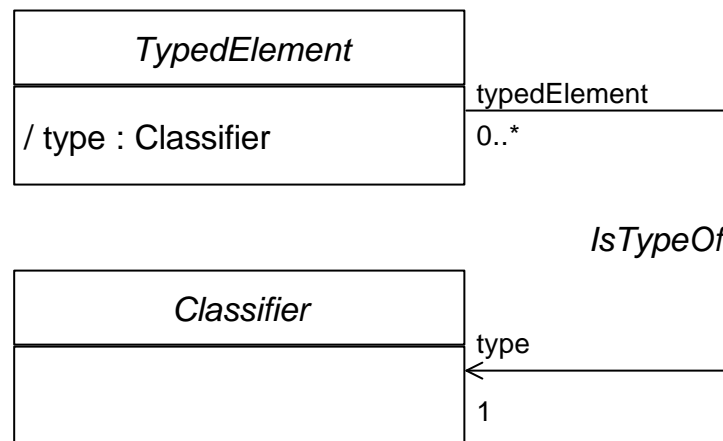 TypedElement
typedElement
/ type : Classifier
0..*
IsTypeOf
Classifier
type
1